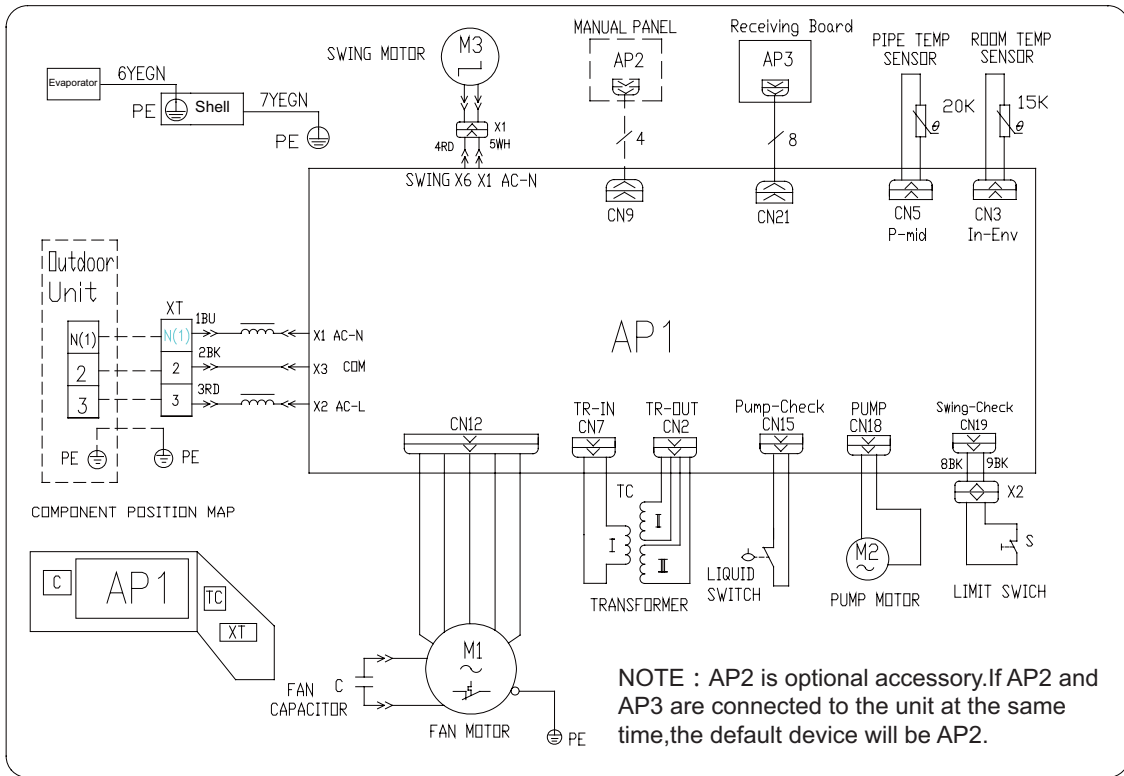 MANUAL PANEL
Receiving Board
SWING MOTOR
M3
AP2
AP3
PIPE TEMP
SENSOR
ROOM TEMP
SENSOR
Evaporator
6YEGN
PE
Shell
7YEGN
PE
20K
θ
15K
θ
X1
4RD
5WH
4
8
SWING X6 X1 AC-N
CN9
CN21
CN5
P-mid
CN3
In-Env
Outdoor
Unit
XT
N(1)
N(1)
1BU
X1 AC-N
2
2
2BK
X3 COM
3
3
3RD
X2 AC-L
PE
PE
AP1
CN12
TR-IN
CN7
TR-OUT
CN2
Pump-Check
CN15
PUMP
CN18
Swing-Check
CN19
8BK
9BK
X2
TC
I
I
II
S
M2
LIQUID
SWITCH
TRANSFORMER
PUMP MOTOR
LIMIT SWICH
COMPONENT POSITION MAP
C
AP1
TC
XT
M1
FAN
CAPACITOR
C
FAN MOTOR
PE
NOTE : AP2 is optional accessory.If AP2 and
AP3 are connected to the unit at the same
time,the default device will be AP2.